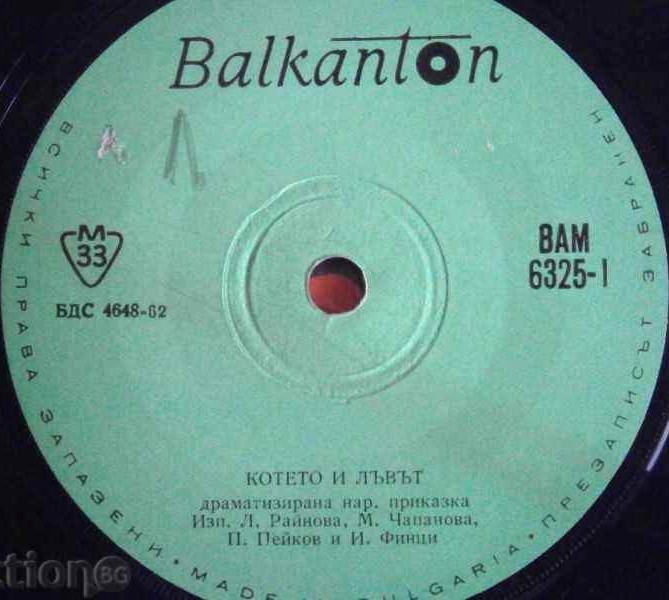 Balkanton
М
33
БДС 4648-62
ВАМ
6325-I
КОТЕТО И ЛЪВЪТ
драматизирана нар. приказка
Изп. Л. Райнова, М. Чапанова,
П. Пейков и И. Финци
ВСИЧКИ ПРАВА ЗАПАЗЕНИ • MADE IN BULGARIA • ПРЕЗАПИСЪТ ЗАБРАНЕН